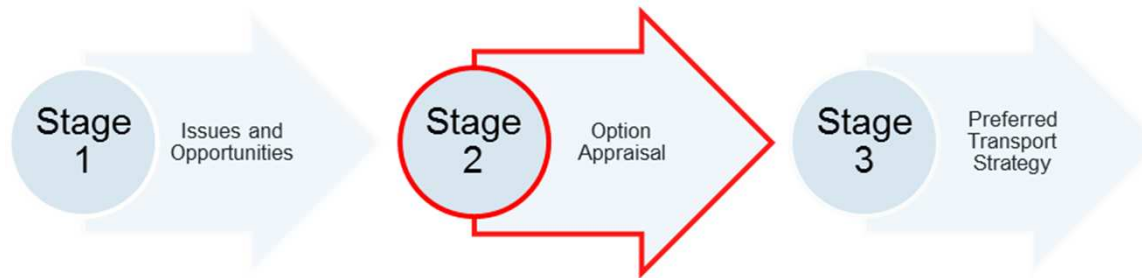 Stage
1
Issues and
Opportunities
Stage
2
Option
Appraisal
Stage
3
Preferred
Transport
Strategy